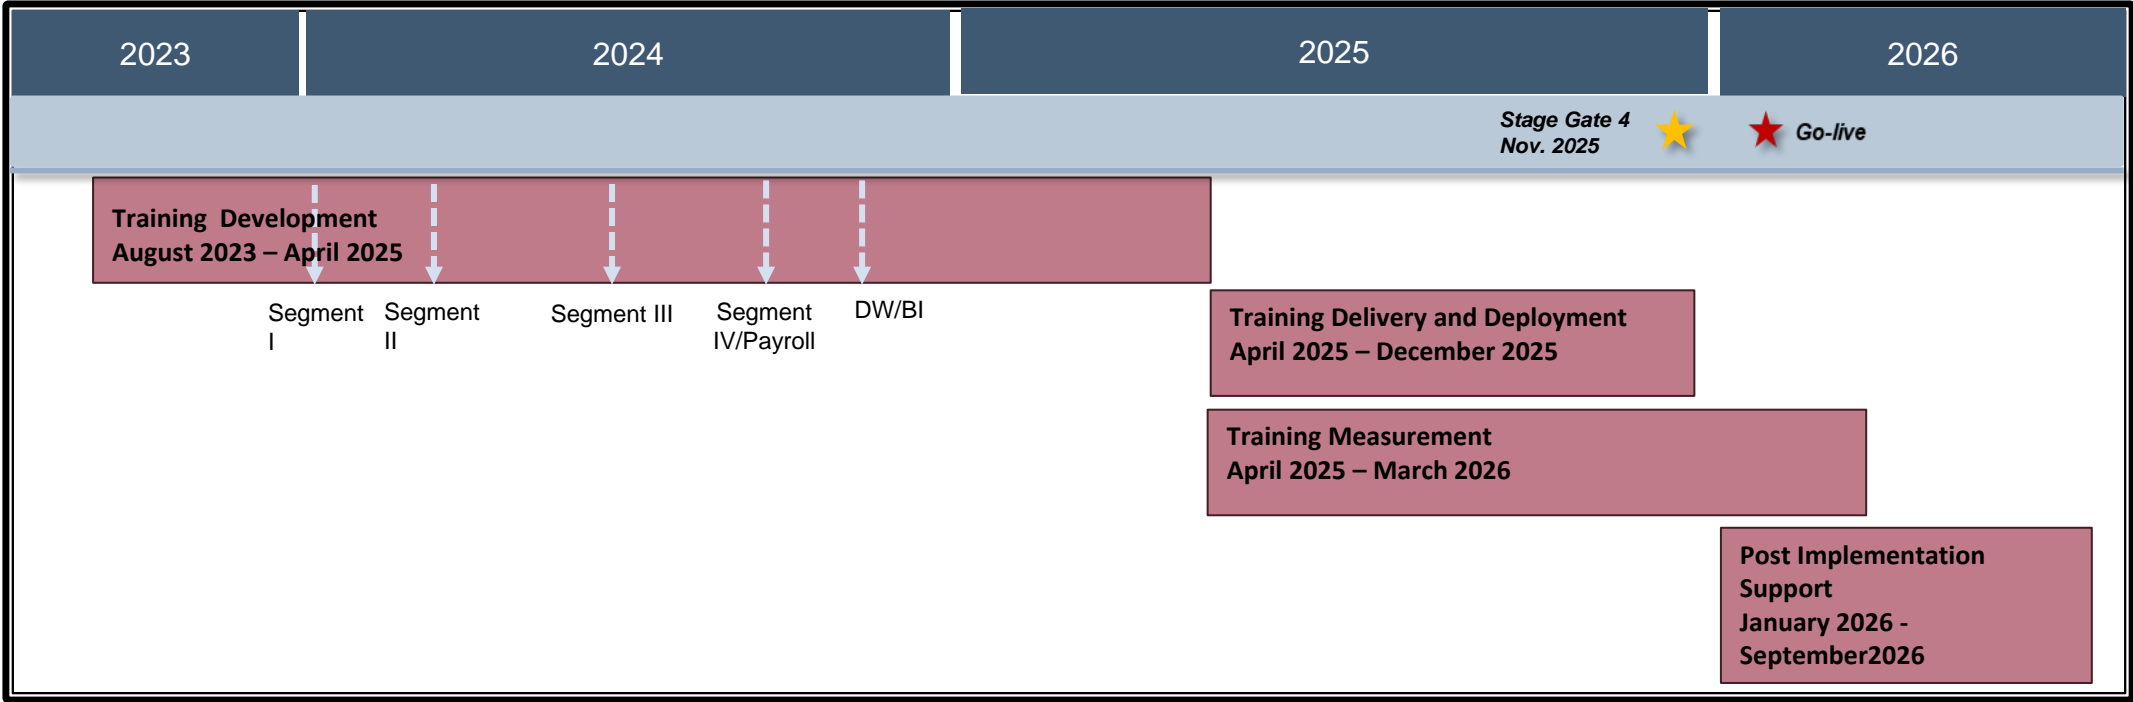 2023
2024
2025
2026
Stage Gate 4
Nov. 2025
Go-live
Training Development
August 2023 – April 2025
Segment
I
Segment
II
Segment III
Segment
IV/Payroll
DW/BI
Training Delivery and Deployment
April 2025 – December 2025
Training Measurement
April 2025 – March 2026
Post Implementation
Support
January 2026 -
September2026